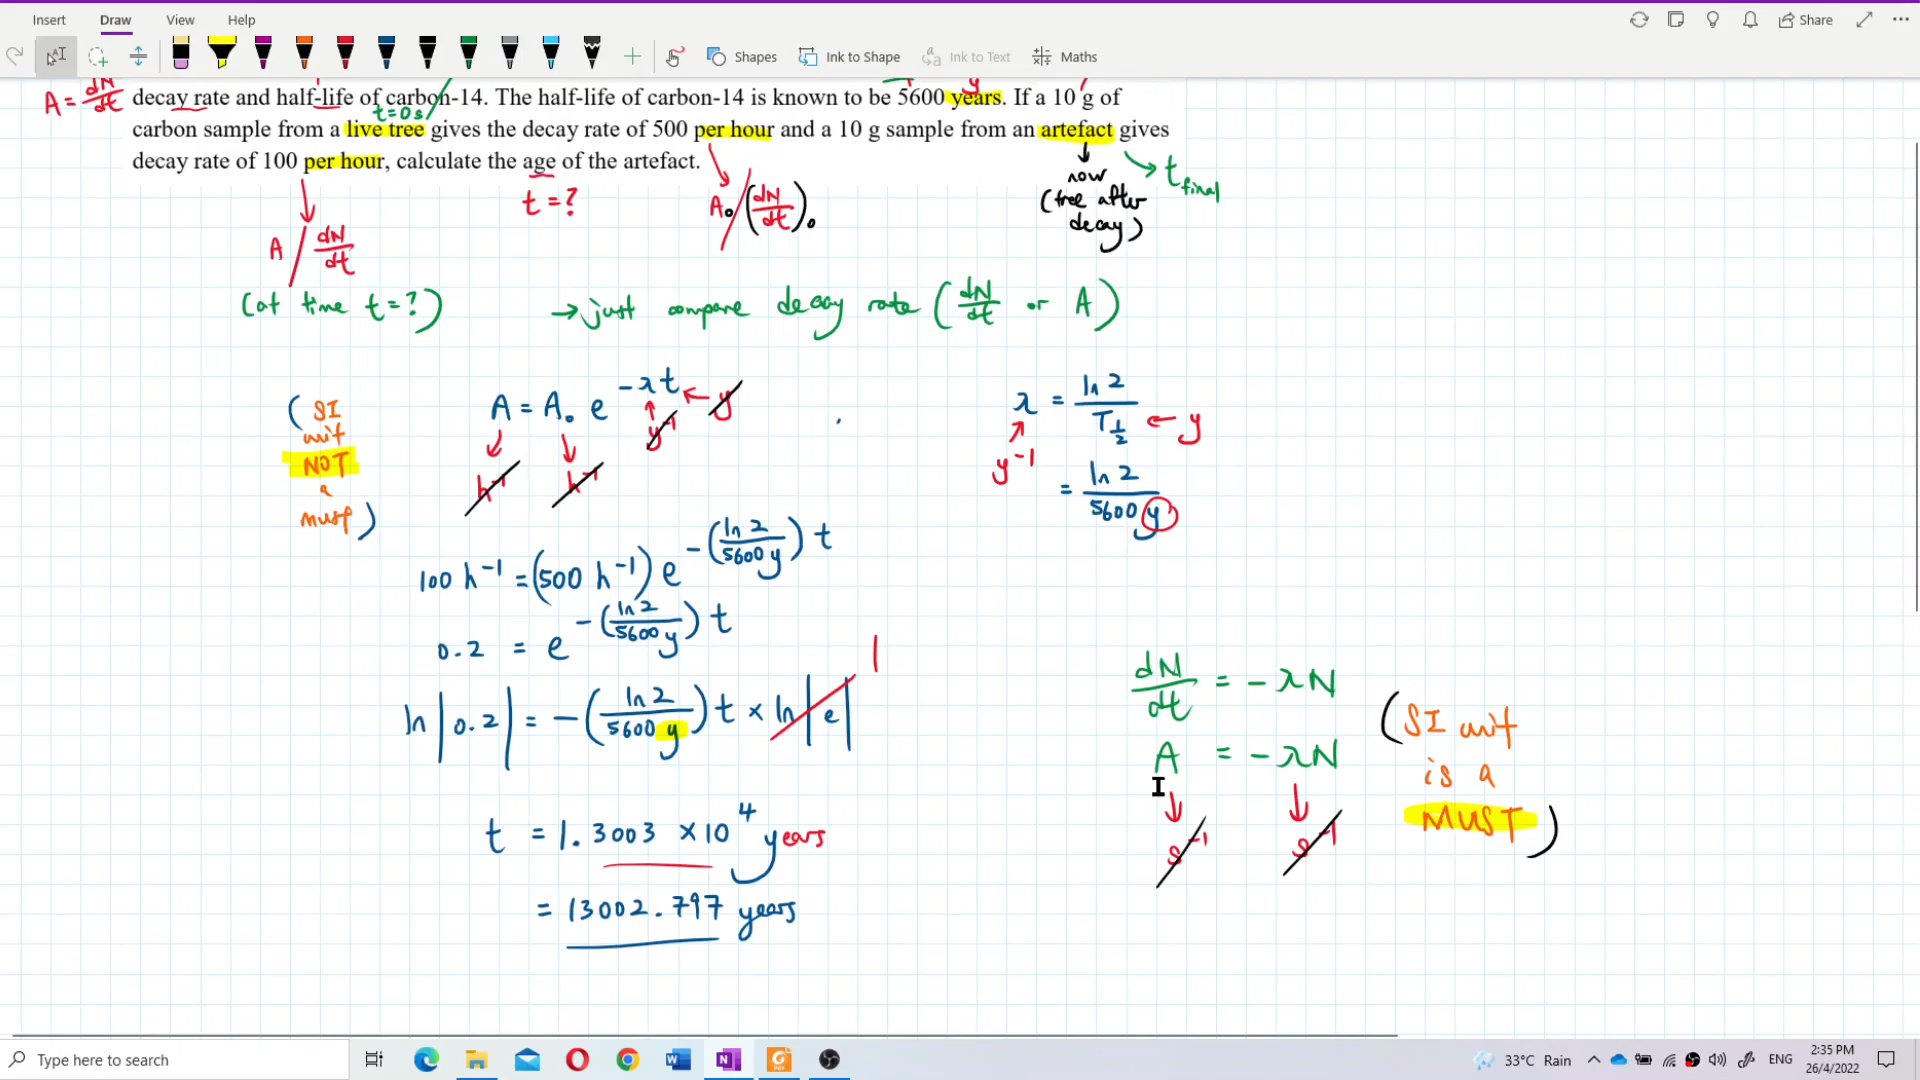 Insert Draw View Help
Share
Shapes Ink to Shape Ink to Text Maths
A = dN/dt decay rate and half-life of carbon-14. The half-life of carbon-14 is known to be 5600 years. If a 10 g of
t=0s
y
carbon sample from a live tree gives the decay rate of 500 per hour and a 10 g sample from an artefact gives
decay rate of 100 per hour, calculate the age of the artefact.
t = ?
A₀ / (dN/dt)₀
now
(tree after
decay)
t final
A / dN/dt
(at time t = ?)
→ just compare decay rate (dN/dt or A)
(SI
unit
NOT
a
must)
A = A₀ e^-λt ← y
y⁻¹
h⁻¹ h⁻¹
λ = ln 2 / T½ ← y
y⁻¹
= ln 2 / 5600 y
100 h⁻¹ = (500 h⁻¹) e^-(ln 2/5600 y) t
0.2 = e^-(ln 2/5600 y) t
ln |0.2| = -(ln 2/5600 y) t × ln |e| 1
t = 1.3003 × 10⁴ years
= 13002.797 years
dN/dt = - λN
A = - λN
s⁻¹ s⁻¹
(SI unit
is a
MUST)
Type here to search
33°C Rain
ENG
2:35 PM
26/4/2022